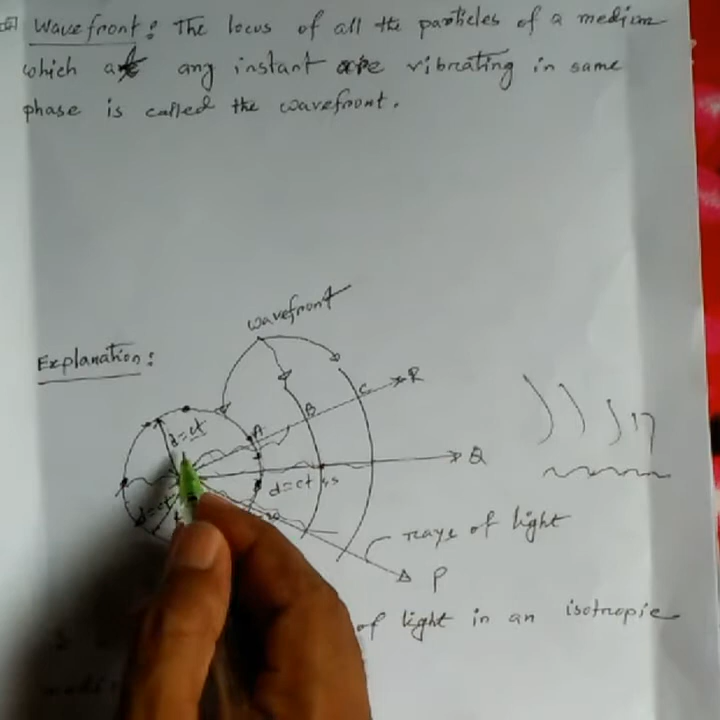 Wavefront: The locus of all the particles of a medium
which at any instant are vibrating in same
phase is called the wavefront.
wavefront
Explanation:
R
C
B
A
d=ct
Q
d=ct
d=ct
rays of light
P
of light in an isotropic